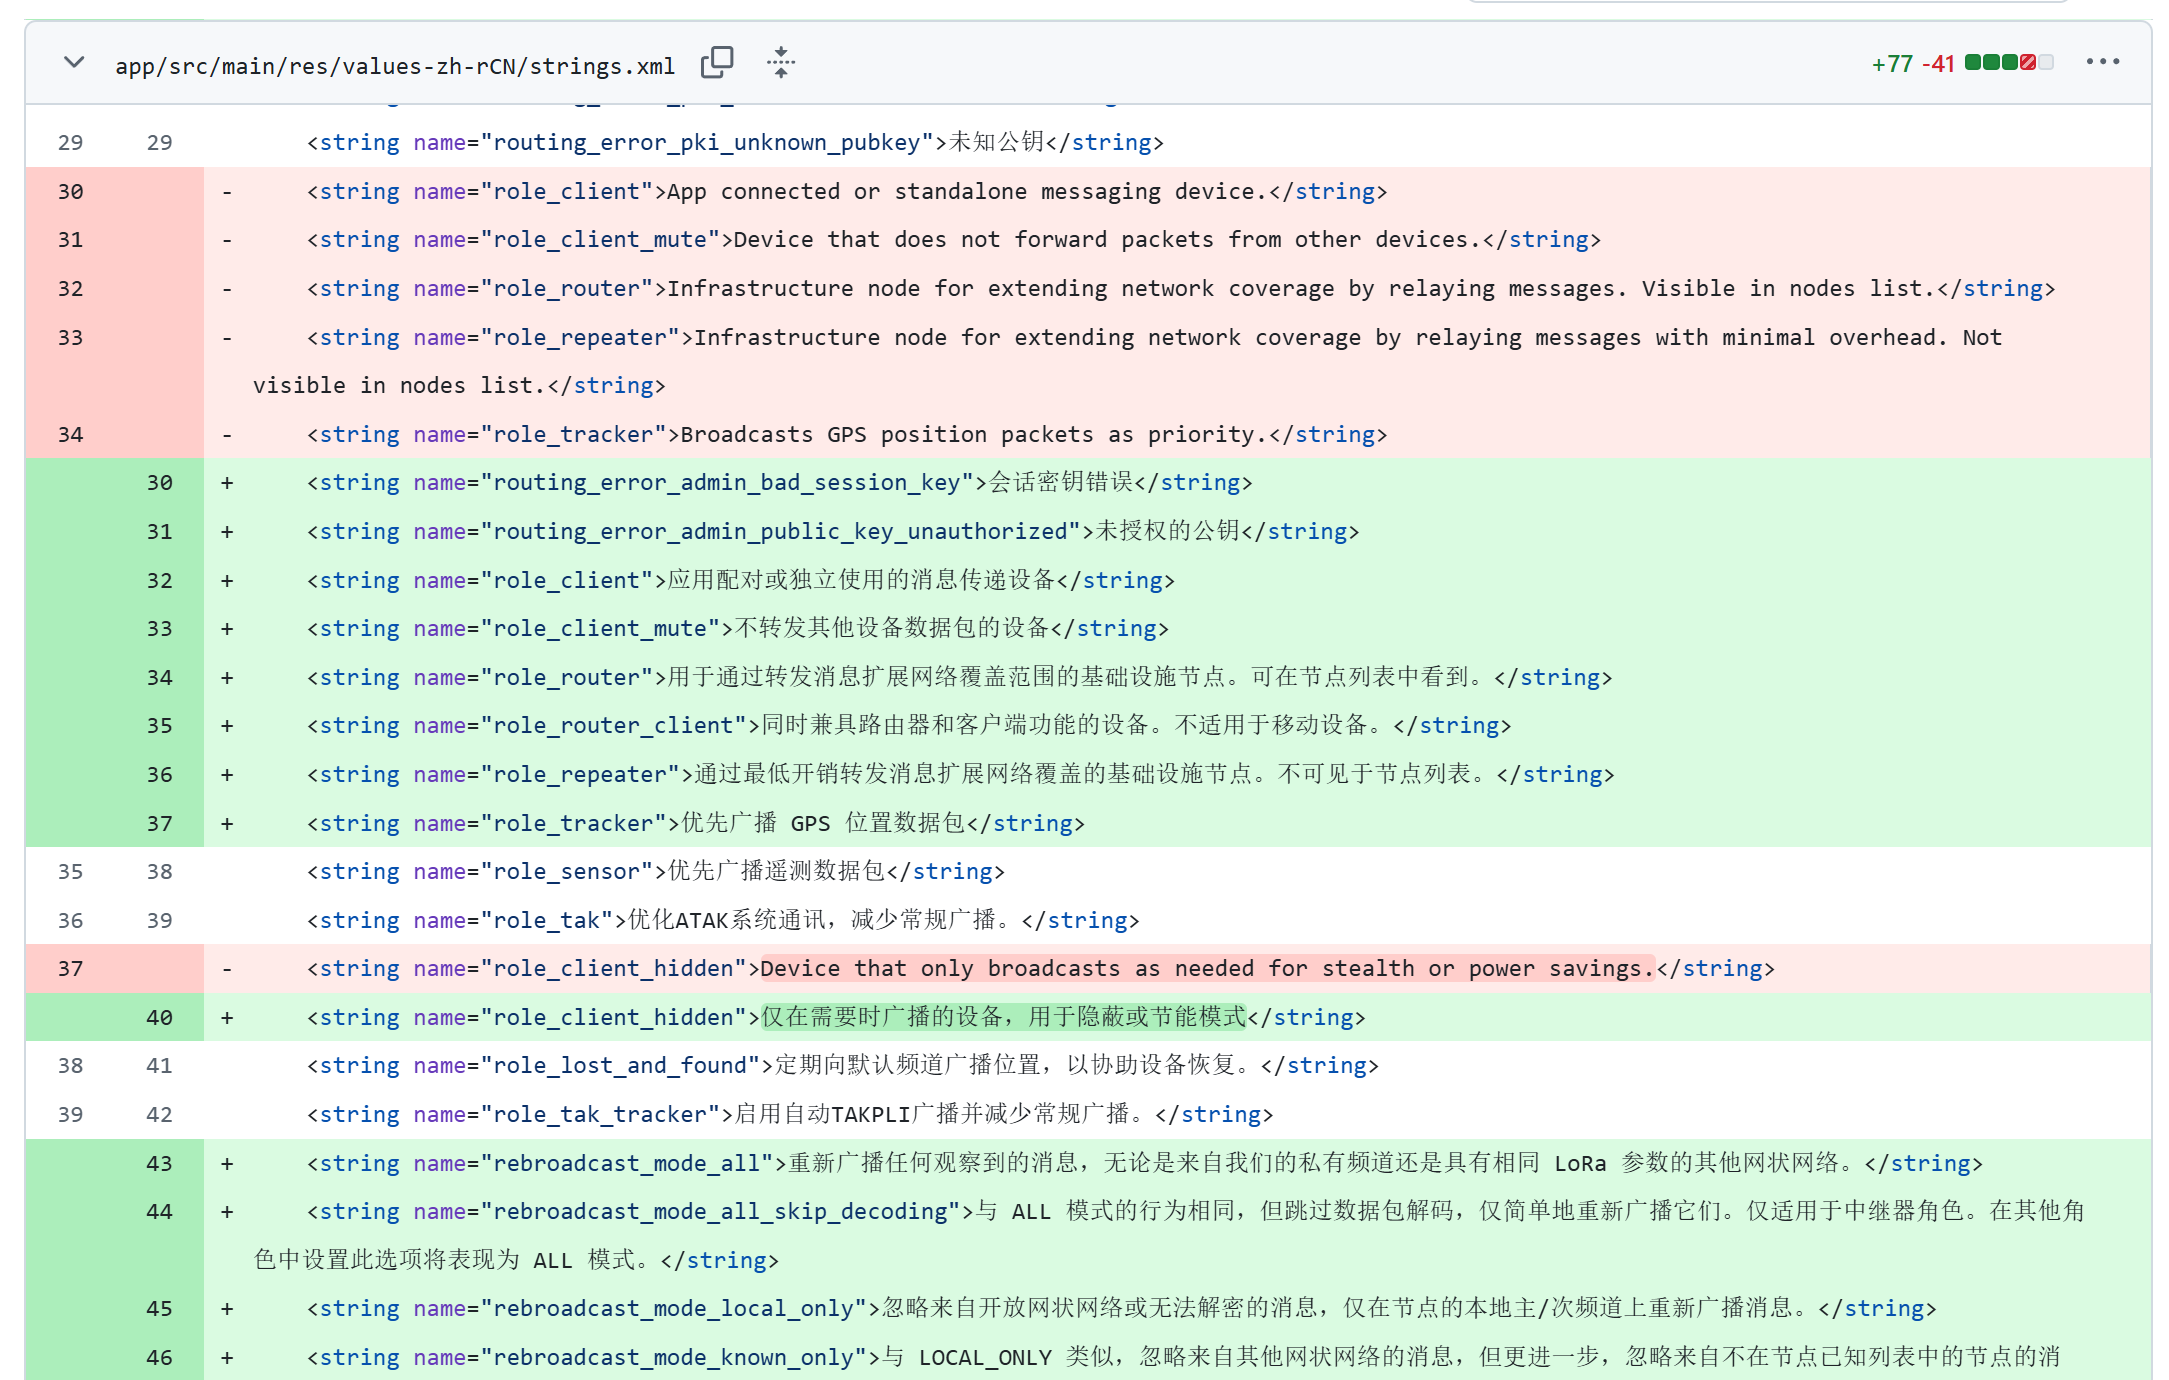 app/src/main/res/values-zh-rCN/strings.xml +77 -41
29 29 <string name="routing_error_pki_unknown_pubkey">未知公钥</string>
30 - <string name="role_client">App connected or standalone messaging device.</string>
31 - <string name="role_client_mute">Device that does not forward packets from other devices.</string>
32 - <string name="role_router">Infrastructure node for extending network coverage by relaying messages. Visible in nodes list.</string>
33 - <string name="role_repeater">Infrastructure node for extending network coverage by relaying messages with minimal overhead. Not
visible in nodes list.</string>
34 - <string name="role_tracker">Broadcasts GPS position packets as priority.</string>
30 + <string name="routing_error_admin_bad_session_key">会话密钥错误</string>
31 + <string name="routing_error_admin_public_key_unauthorized">未授权的公钥</string>
32 + <string name="role_client">应用配对或独立使用的消息传递设备</string>
33 + <string name="role_client_mute">不转发其他设备数据包的设备</string>
34 + <string name="role_router">用于通过转发消息扩展网络覆盖范围的基础设施节点。可在节点列表中看到。</string>
35 + <string name="role_router_client">同时兼具路由器和客户端功能的设备。不适用于移动设备。</string>
36 + <string name="role_repeater">通过最低开销转发消息扩展网络覆盖的基础设施节点。不可见于节点列表。</string>
37 + <string name="role_tracker">优先广播 GPS 位置数据包</string>
35 38 <string name="role_sensor">优先广播遥测数据包</string>
36 39 <string name="role_tak">优化ATAK系统通讯，减少常规广播。</string>
37 - <string name="role_client_hidden">Device that only broadcasts as needed for stealth or power savings.</string>
40 + <string name="role_client_hidden">仅在需要时广播的设备，用于隐蔽或节能模式</string>
38 41 <string name="role_lost_and_found">定期向默认频道广播位置，以协助设备恢复。</string>
39 42 <string name="role_tak_tracker">启用自动TAKPLI广播并减少常规广播。</string>
43 + <string name="rebroadcast_mode_all">重新广播任何观察到的消息，无论是来自我们的私有频道还是具有相同 LoRa 参数的其他网状网络。</string>
44 + <string name="rebroadcast_mode_all_skip_decoding">与 ALL 模式的行为相同，但跳过数据包解码，仅简单地重新广播它们。仅适用于中继器角色。在其他角
色中设置此选项将表现为 ALL 模式。</string>
45 + <string name="rebroadcast_mode_local_only">忽略来自开放网状网络或无法解密的消息，仅在节点的本地主/次频道上重新广播消息。</string>
46 + <string name="rebroadcast_mode_known_only">与 LOCAL_ONLY 类似，忽略来自其他网状网络的消息，但更进一步，忽略来自不在节点已知列表中的节点的消